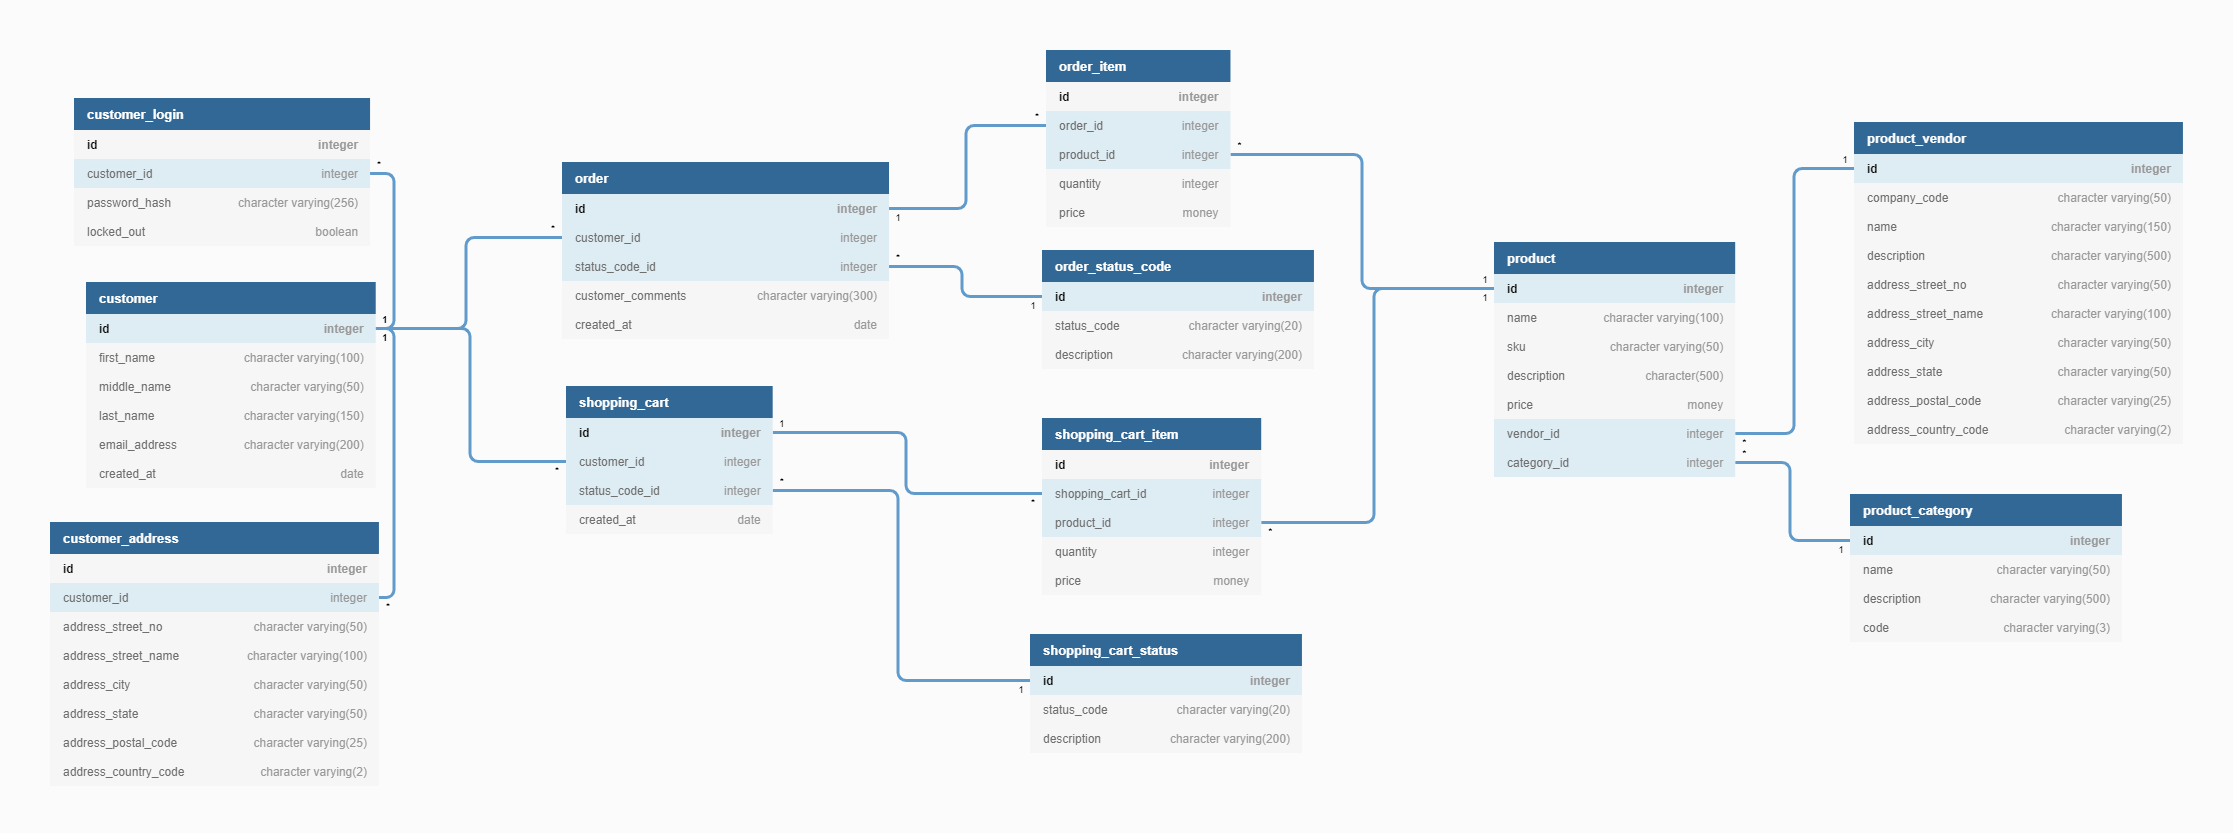 customer_login
id integer
customer_id integer
password_hash character varying(256)
locked_out boolean
customer
id integer
first_name character varying(100)
middle_name character varying(50)
last_name character varying(150)
email_address character varying(200)
created_at date
customer_address
id integer
customer_id integer
address_street_no character varying(50)
address_street_name character varying(100)
address_city character varying(50)
address_state character varying(50)
address_postal_code character varying(25)
address_country_code character varying(2)
* 
1
1
*
order
id integer
customer_id integer
status_code_id integer
customer_comments character varying(300)
created_at date
*
1
*
shopping_cart
id integer
customer_id integer
status_code_id integer
created_at date
*
1
*
order_item
id integer
order_id integer
product_id integer
quantity integer
price money
*
*
order_status_code
id integer
status_code character varying(20)
description character varying(200)
1
shopping_cart_item
id integer
shopping_cart_id integer
product_id integer
quantity integer
price money
*
*
shopping_cart_status
id integer
status_code character varying(20)
description character varying(200)
1
product
id integer
name character varying(100)
sku character varying(50)
description character(500)
price money
vendor_id integer
category_id integer
1
1
*
*
product_vendor
id integer
company_code character varying(50)
name character varying(150)
description character varying(500)
address_street_no character varying(50)
address_street_name character varying(100)
address_city character varying(50)
address_state character varying(50)
address_postal_code character varying(25)
address_country_code character varying(2)
1
product_category
id integer
name character varying(50)
description character varying(500)
code character varying(3)
1